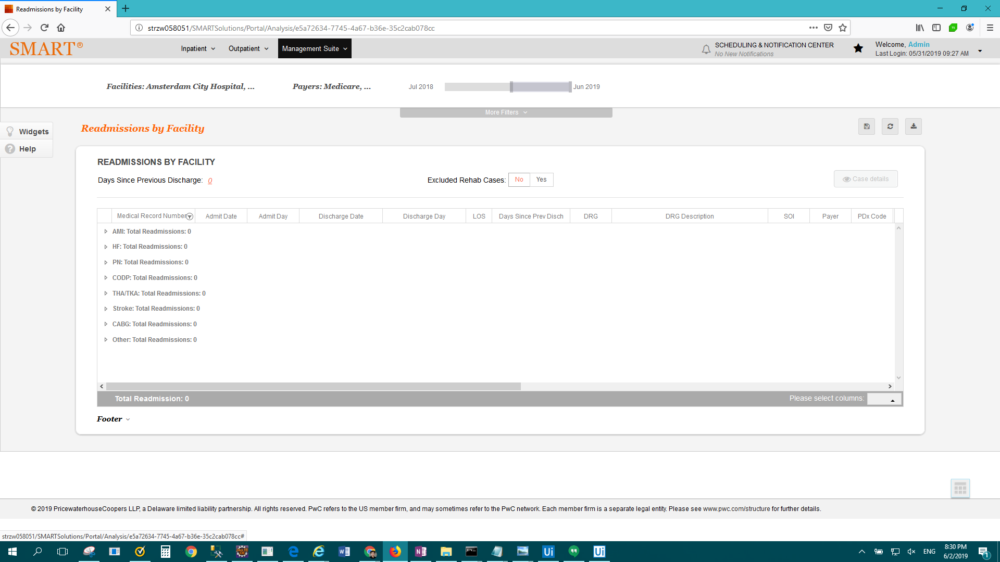 Readmissions by Facility
strzw058051/SMARTSolutions/Portal/Analysis/e5a72634-7745-4a67-b36e-35c2cab078cc
SMART®
Inpatient
Outpatient
Management Suite
SCHEDULING & NOTIFICATION CENTER
No New Notifications
Welcome, Admin
Last Login: 05/31/2019 09:27 AM
Facilities: Amsterdam City Hospital, ...
Payers: Medicare, ...
Jul 2018
Jun 2019
More Filters
Widgets
Help
Readmissions by Facility
READMISSIONS BY FACILITY
Days Since Previous Discharge: 0
Excluded Rehab Cases: No Yes
Case details
Medical Record Number Admit Date Admit Day Discharge Date Discharge Day LOS Days Since Prev Disch DRG DRG Description SOI Payer PDx Code
AMI: Total Readmissions: 0
HF: Total Readmissions: 0
PN: Total Readmissions: 0
CODP: Total Readmissions: 0
THA/TKA: Total Readmissions: 0
Stroke: Total Readmissions: 0
CABG: Total Readmissions: 0
Other: Total Readmissions: 0
Total Readmission: 0
Please select columns:
Footer
© 2019 PricewaterhouseCoopers LLP, a Delaware limited liability partnership. All rights reserved. PwC refers to the US member firm, and may sometimes refer to the PwC network. Each member firm is a separate legal entity. Please see www.pwc.com/structure for further details.
strzw058051/SMARTSolutions/Portal/Analysis/e5a72634-7745-4a67-b36e-35c2cab078cc#
ENG
8:30 PM
6/2/2019
1